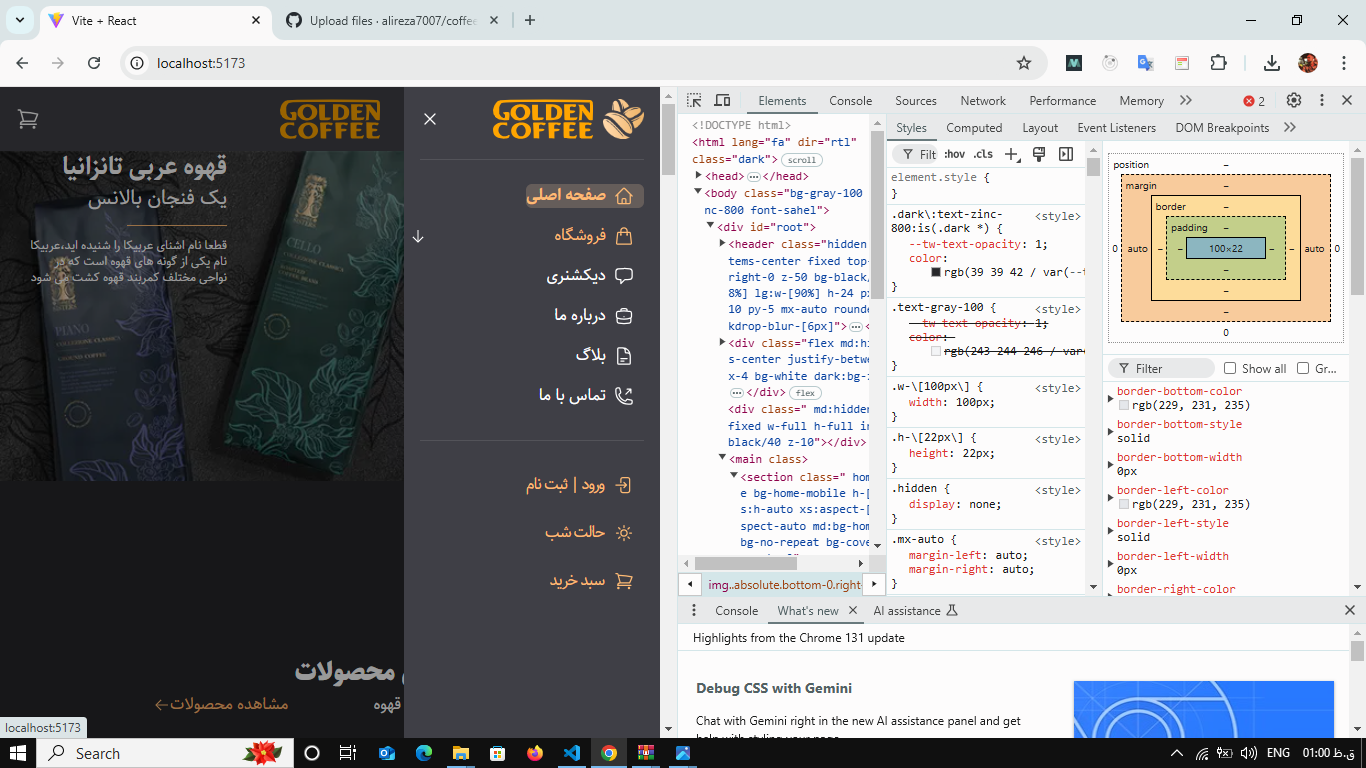 Vite + React
Upload files · alireza7007/coffee
localhost:5173
GOLDEN
COFFEE
قهوه عربی تانزانیا
یک فنجان بالانس
قطعا نام اشنای عربیکا را شنیده اید،عربیکا
نام یکی از گونه های قهوه است که در
نواحی مختلف کمربند قهوه کشت می شود
CELLO
PIANO
مشاهده محصولات
محصولات
قهوه
GOLDEN
COFFEE
صفحه اصلی
فروشگاه
دیکشنری
درباره ما
بلاگ
تماس با ما
ورود | ثبت نام
حالت شب
سبد خرید
localhost:5173
Elements Console Sources Network Performance Memory 2
<!DOCTYPE html>
<html lang="fa" dir="rtl"
class="dark"> scroll
<head> </head>
<body class="bg-gray-100
nc-800 font-sahel">
<div id="root">
<header class="hidden
tems-center fixed top-
right-0 z-50 bg-black/
8%] lg:w-[90%] h-24 p
10 py-5 mx-auto round
kdrop-blur-[6px]"> <
<div class="flex md:hi
s-center justify-betwe
x-4 bg-white dark:bg-
</div> flex
<div class=" md:hidden
fixed w-full h-full in
black/40 z-10"></div>
<main class>
<section class=" hom
e bg-home-mobile h-[
s:h-auto xs:aspect-[
spect-auto md:bg-hom
bg-no-repeat bg-cove
img..absolute.bottom-0.right-
Styles Computed Layout Event Listeners DOM Breakpoints
Filt :hov .cls
element.style {
}
.dark\:text-zinc- <style>
800:is(.dark *) {
--tw-text-opacity: 1;
color:
rgb(39 39 42 / var(--t
}
.text-gray-100 { <style>
--tw-text-opacity: 1;
color:
rgb(243 244 246 / var(
}
.w-\[100px\] { <style>
width: 100px;
}
.h-\[22px\] { <style>
height: 22px;
}
.hidden { <style>
display: none;
}
.mx-auto { <style>
margin-left: auto;
margin-right: auto;
}
position –
margin –
border –
padding –
0 auto – – 100×22 – – auto 0
–
–
–
0
Filter Show all Gr...
border-bottom-color
rgb(229, 231, 235)
border-bottom-style
solid
border-bottom-width
0px
border-left-color
rgb(229, 231, 235)
border-left-style
solid
border-left-width
0px
border-right-color
Console What's new AI assistance
Highlights from the Chrome 131 update
Debug CSS with Gemini
Chat with Gemini right in the new AI assistance panel and get
help with styling your page.
Search
ENG 01:00 ق.ظ